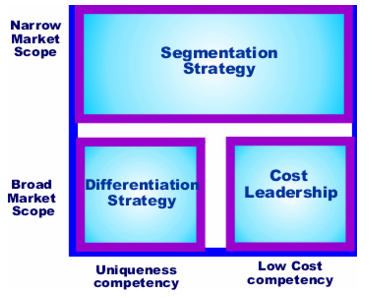 Narrow
Market
Scope
Segmentation
Strategy
Broad
Market
Scope
Differentiation
Strategy
Cost
Leadership
Uniqueness
competency
Low Cost
competency